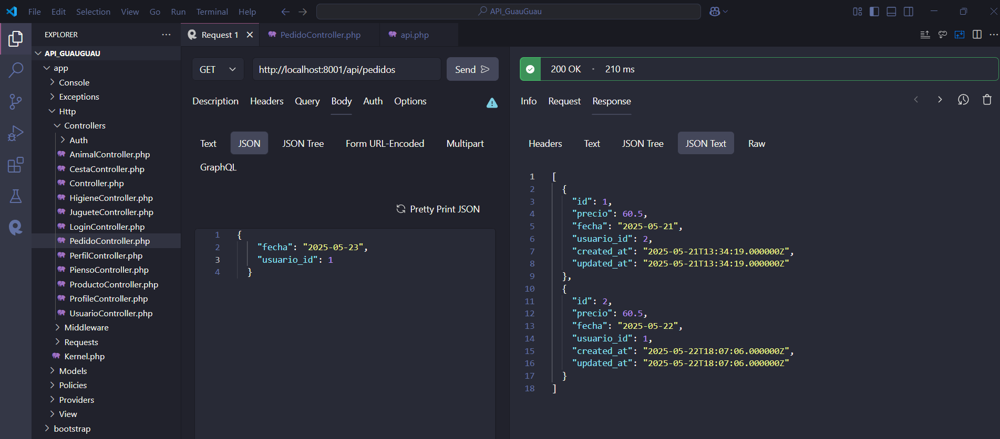 File Edit Selection View Go Run Terminal Help
API_GuauGuau
EXPLORER
API_GUAUGUAU
app
Console
Exceptions
Http
Controllers
Auth
AnimalController.php
CestaController.php
Controller.php
HigieneController.php
JugueteController.php
LoginController.php
PedidoController.php
PerfilController.php
PiensoController.php
ProductoController.php
ProfileController.php
UsuarioController.php
Middleware
Requests
Kernel.php
Models
Policies
Providers
View
bootstrap
Request 1 PedidoController.php api.php
GET http://localhost:8001/api/pedidos Send
Description Headers Query Body Auth Options
Text JSON JSON Tree Form URL-Encoded Multipart
GraphQL
Pretty Print JSON
1 {
2 "fecha": "2025-05-23",
3 "usuario_id": 1
4 }
200 OK · 210 ms
Info Request Response
Headers Text JSON Tree JSON Text Raw
1 [
2 {
3 "id": 1,
4 "precio": 60.5,
5 "fecha": "2025-05-21",
6 "usuario_id": 2,
7 "created_at": "2025-05-21T13:34:19.000000Z",
8 "updated_at": "2025-05-21T13:34:19.000000Z"
9 },
10 {
11 "id": 2,
12 "precio": 60.5,
13 "fecha": "2025-05-22",
14 "usuario_id": 1,
15 "created_at": "2025-05-22T18:07:06.000000Z",
16 "updated_at": "2025-05-22T18:07:06.000000Z"
17 }
18 ]